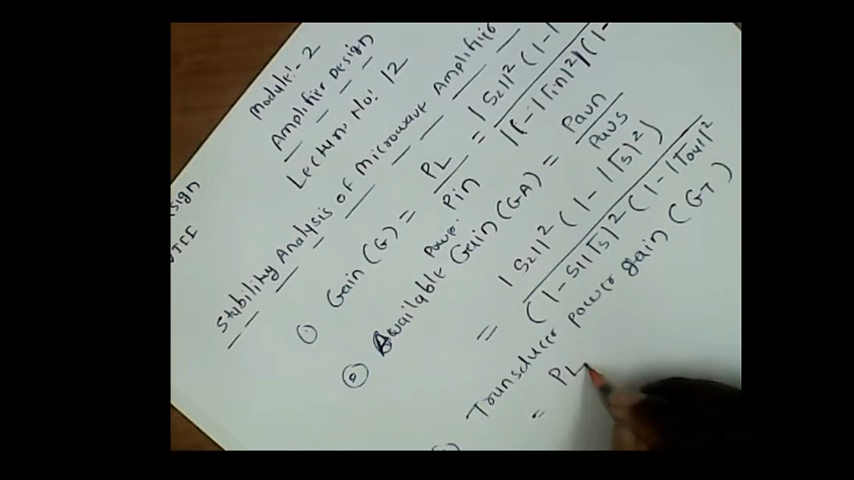 Module:- 2
Amplifier Design
Lecture No: 12
Stability Analysis of Microwave Amplifier
① Gain (G) = PL / Pin = |S21|² (1-1 / |(-|Γin|²)(1-
② Available Power Gain (GA) = Pavn / Pavs
= |S21|² (1-|Γs|²) / (1-S11Γs)² (1-|Γout|²
Transducer power gain (GT)
= PL
sign